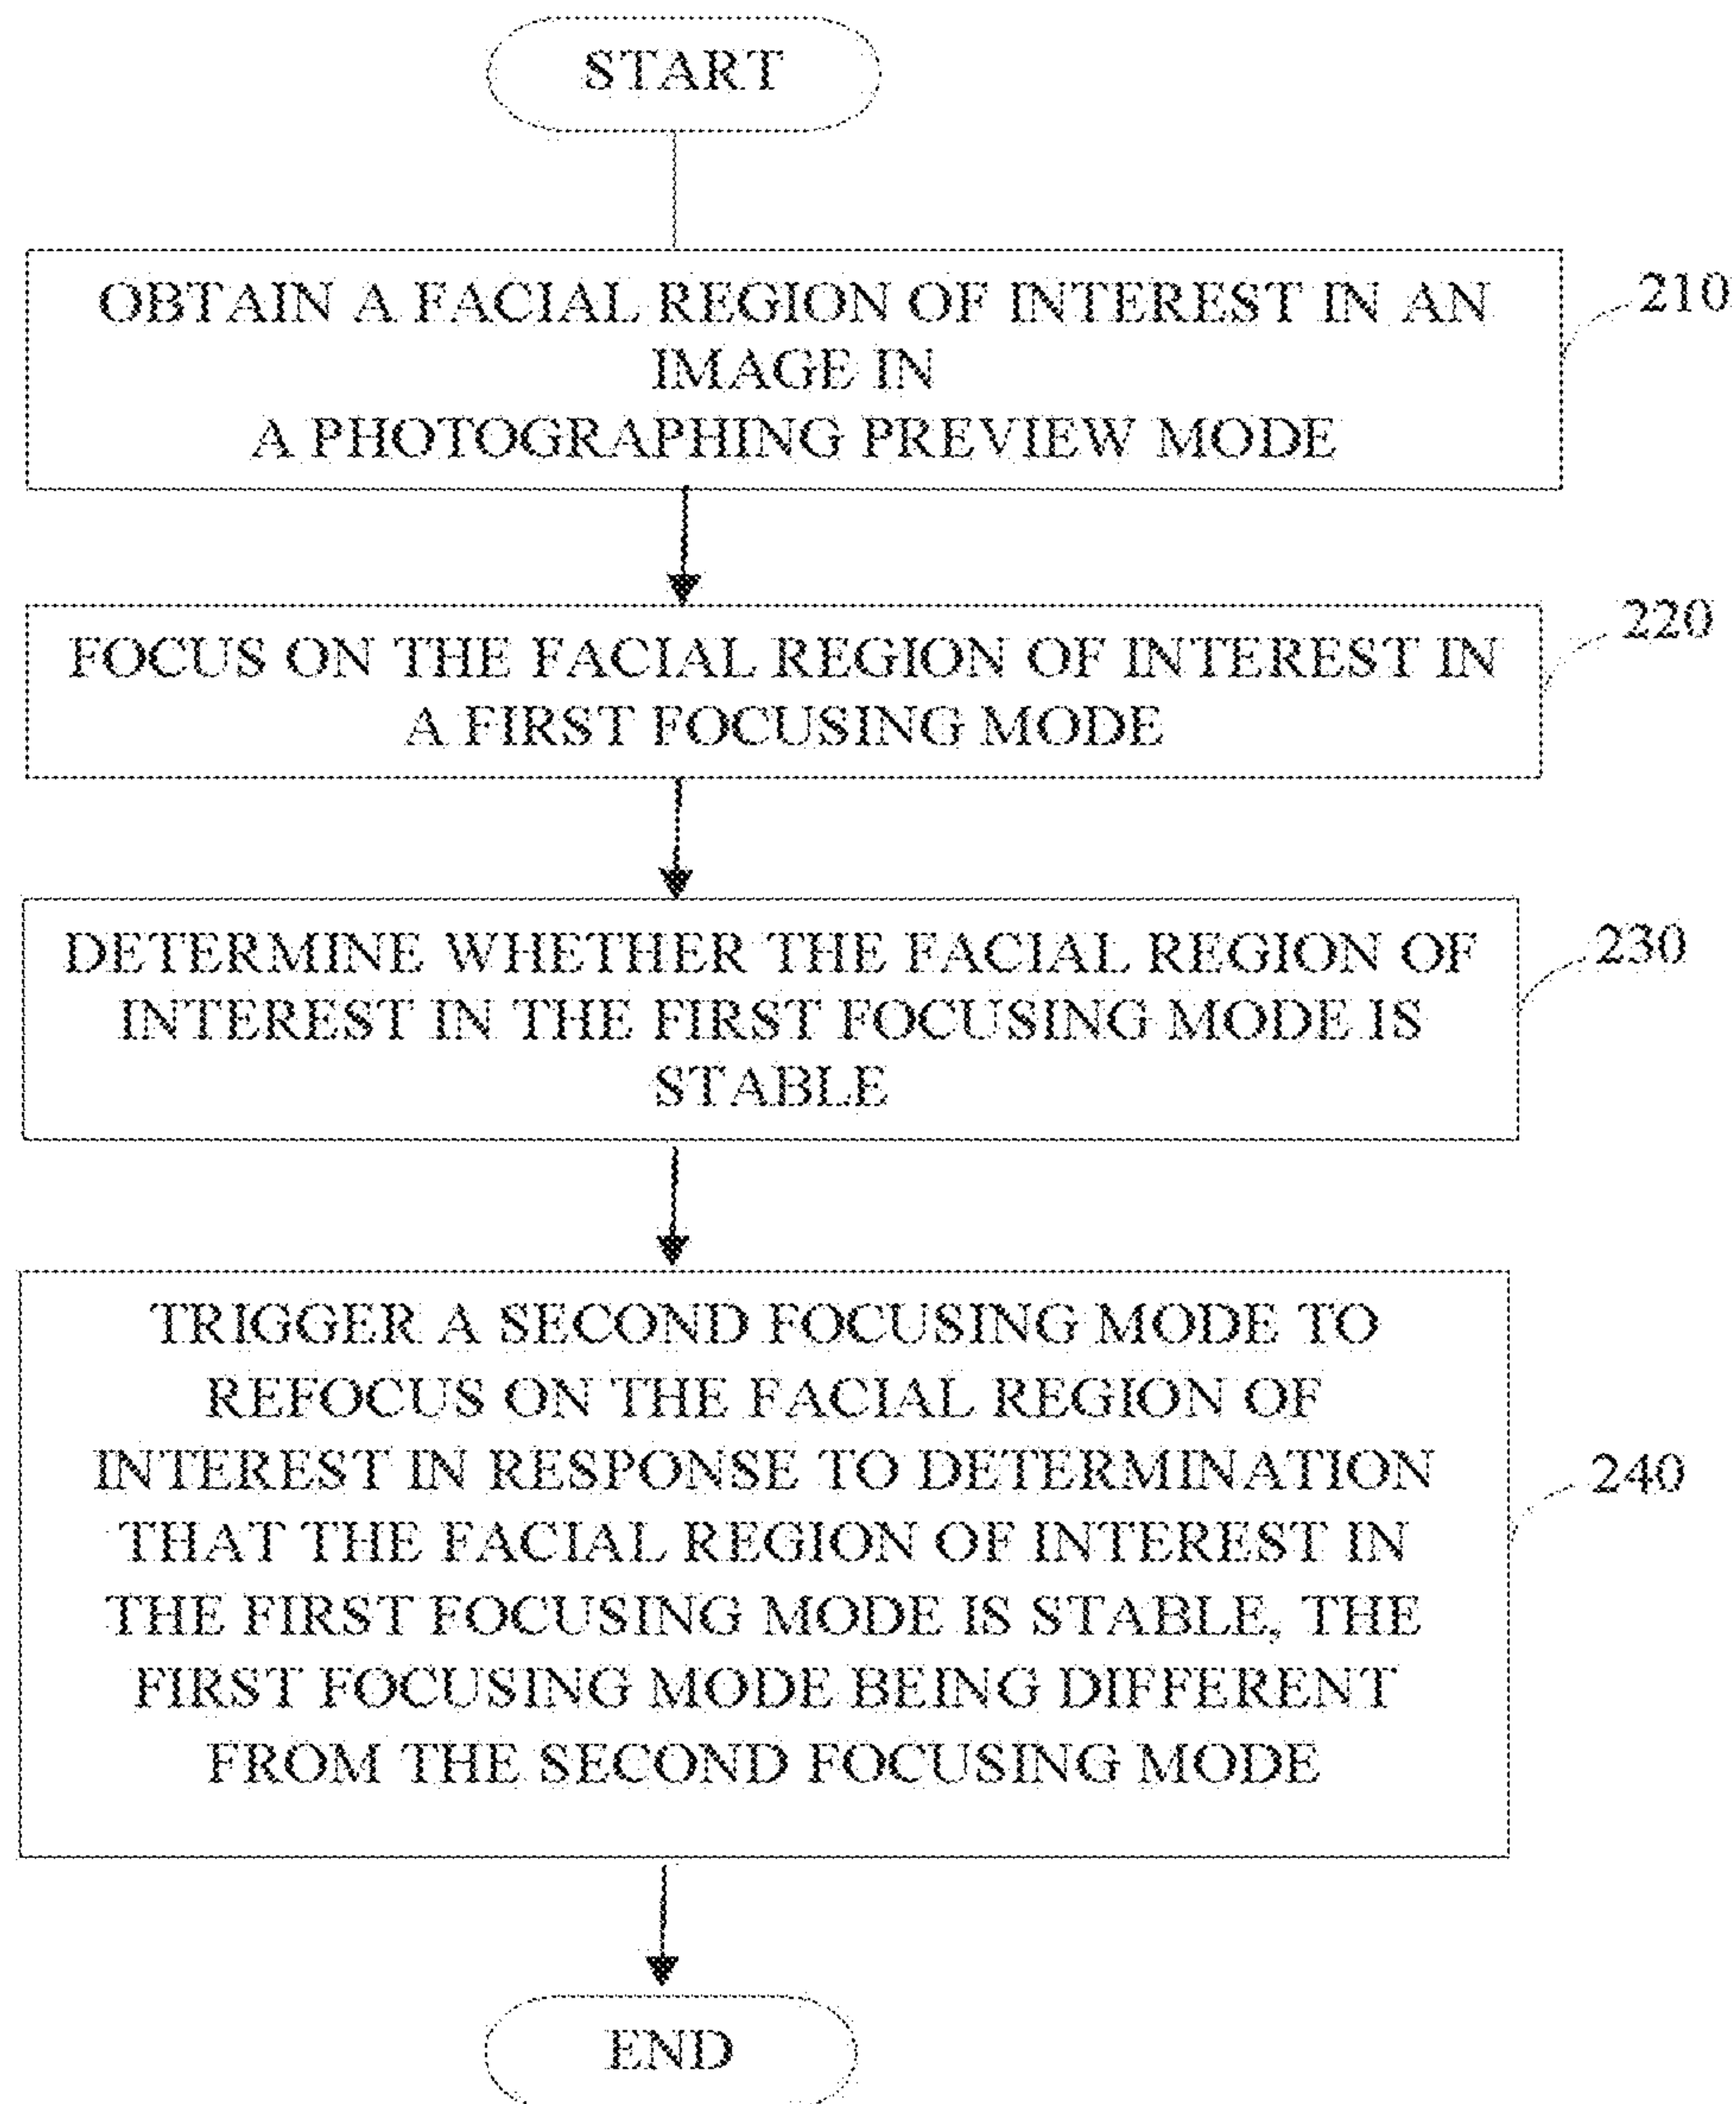 START
OBTAIN A FACIAL REGION OF INTEREST IN AN
IMAGE IN
A PHOTOGRAPHING PREVIEW MODE
210
FOCUS ON THE FACIAL REGION OF INTEREST IN
A FIRST FOCUSING MODE
220
DETERMINE WHETHER THE FACIAL REGION OF
INTEREST IN THE FIRST FOCUSING MODE IS
STABLE
230
TRIGGER A SECOND FOCUSING MODE TO
REFOCUS ON THE FACIAL REGION OF
INTEREST IN RESPONSE TO DETERMINATION
THAT THE FACIAL REGION OF INTEREST IN
THE FIRST FOCUSING MODE IS STABLE, THE
FIRST FOCUSING MODE BEING DIFFERENT
FROM THE SECOND FOCUSING MODE
240
END